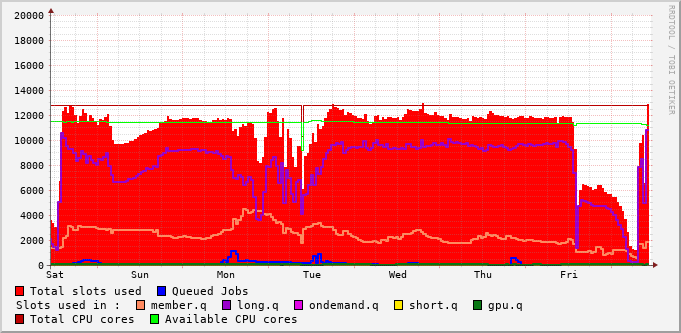 20000
18000
16000
14000
12000
10000
8000
6000
4000
2000
0
Sat Sun Mon Tue Wed Thu Fri
RRDTOOL / TOBI OETIKER
Total slots used Queued Jobs
Slots used in : member.q long.q ondemand.q short.q gpu.q
Total CPU cores Available CPU cores